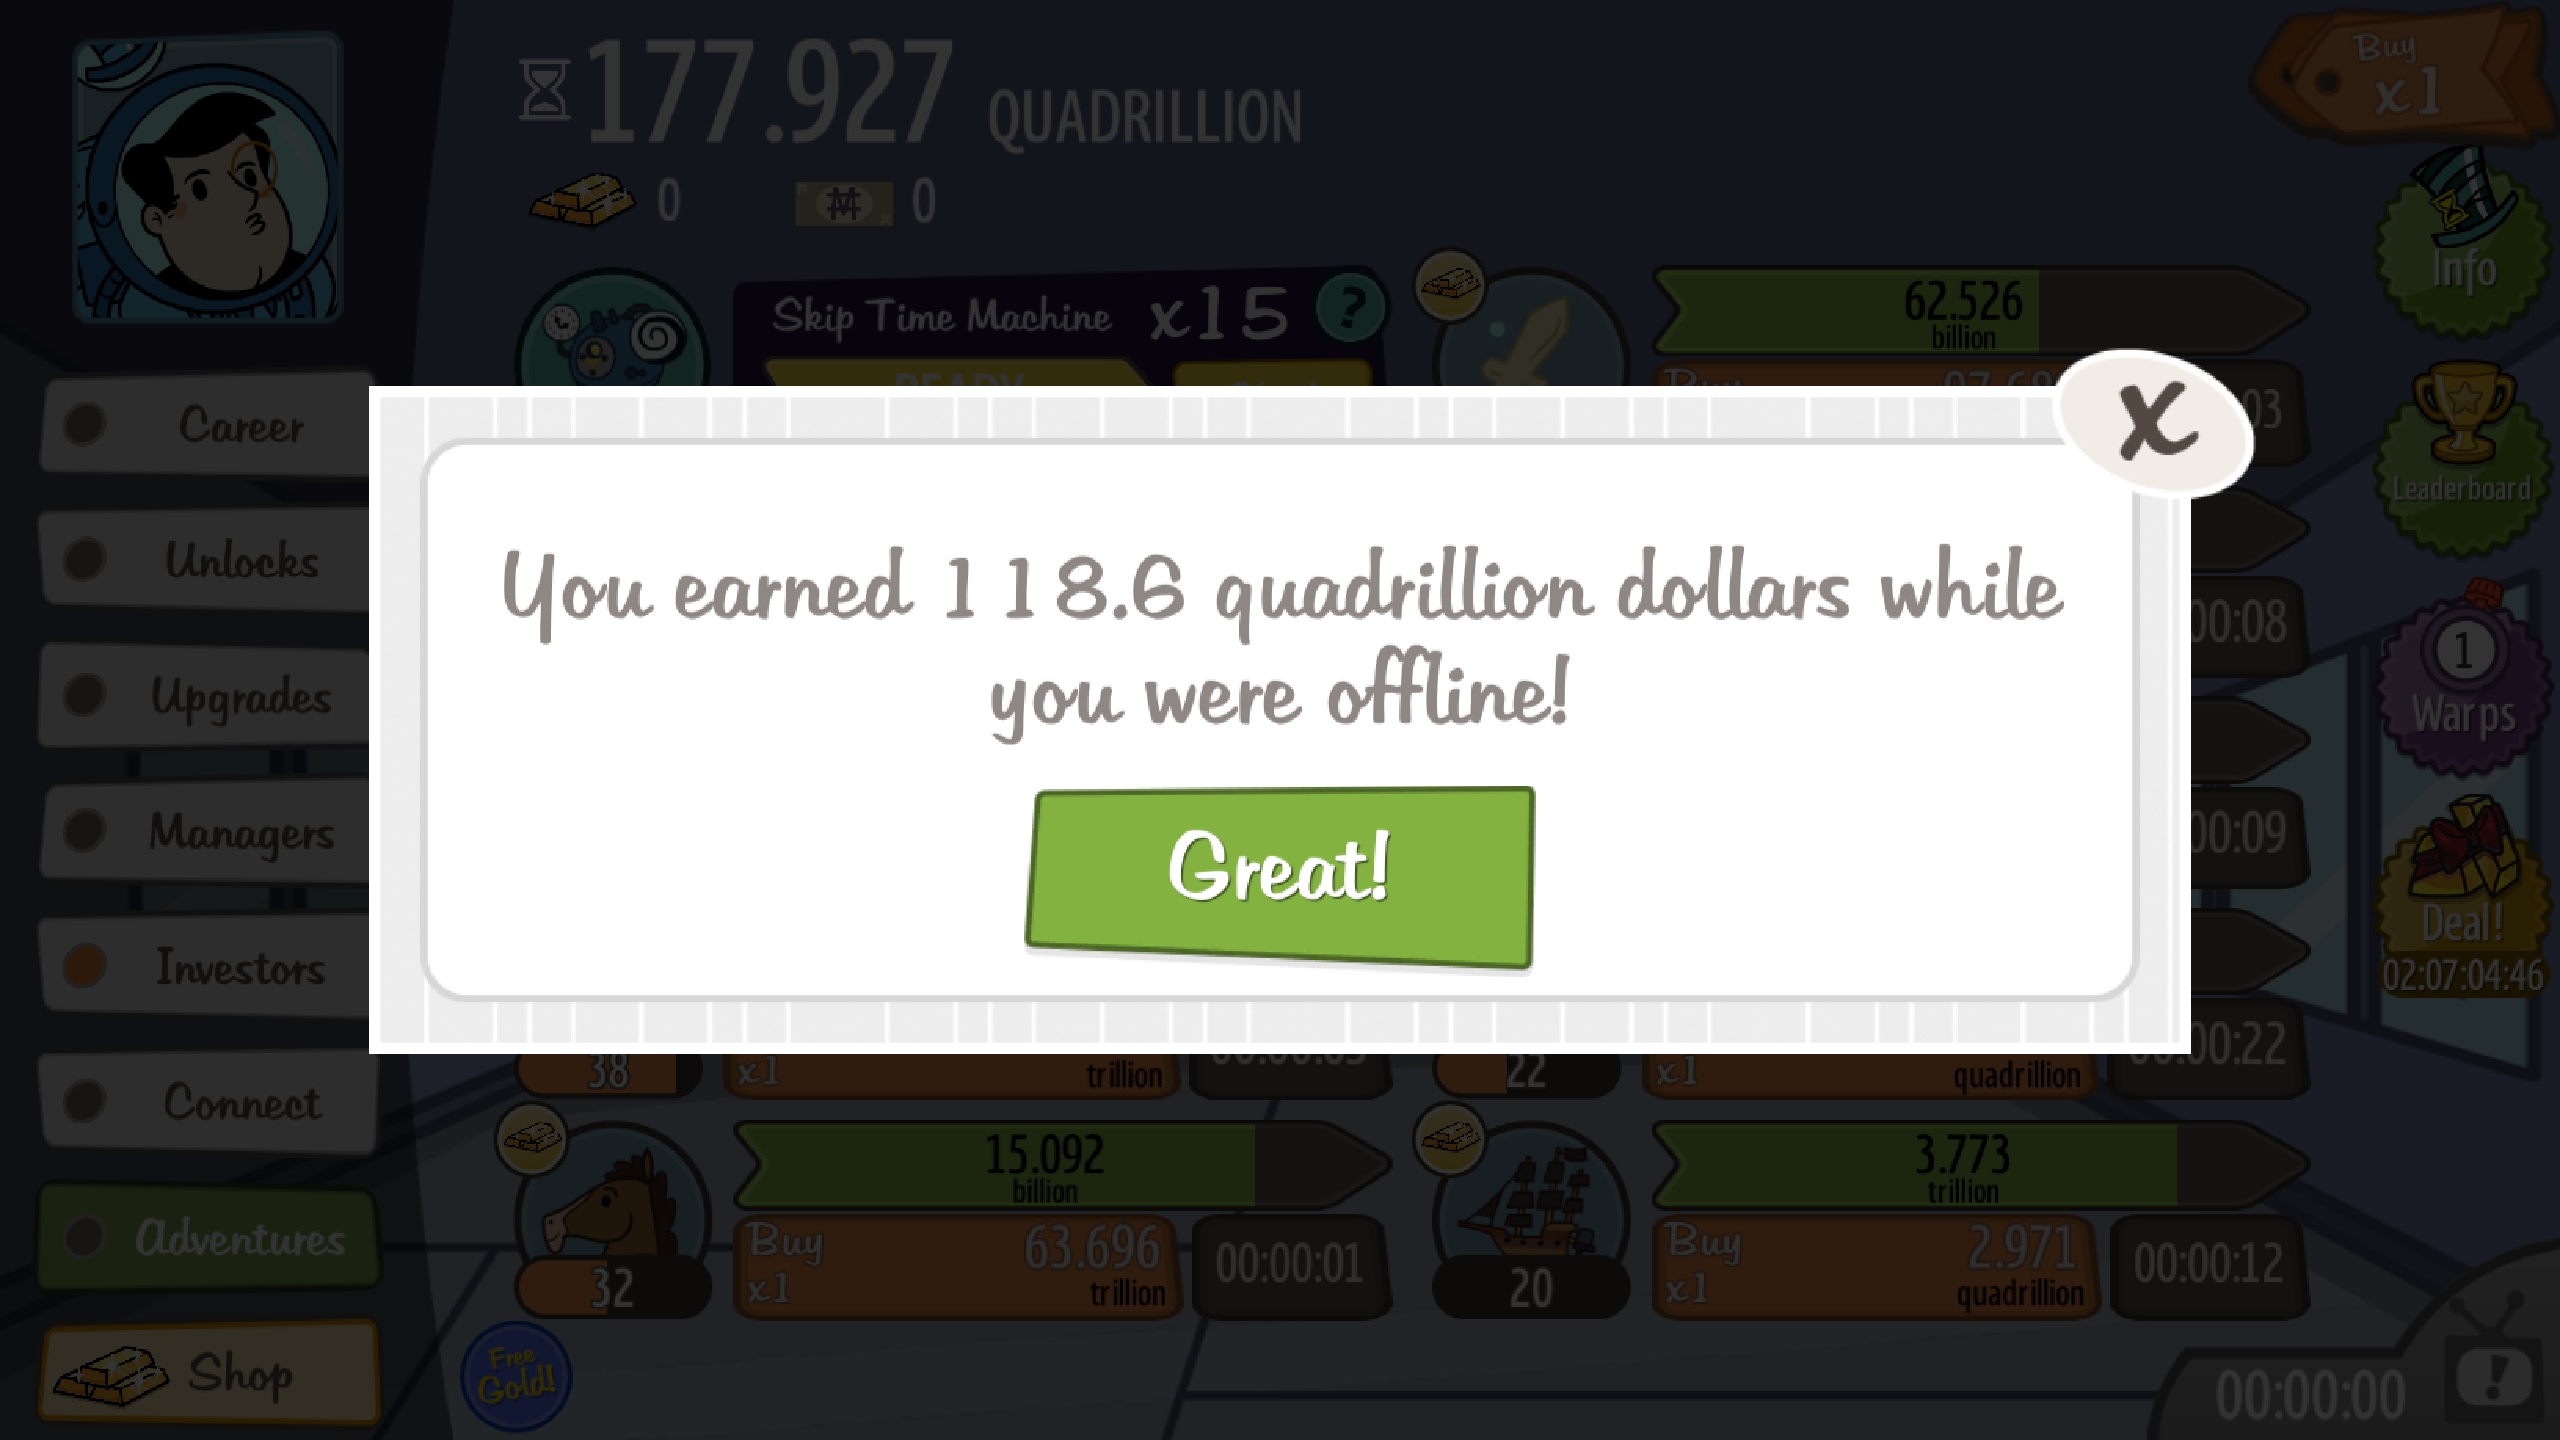 177.927 QUADRILLION
0 0
Buy
x1
Skip Time Machine x15 ?
62.526
billion
Info
Career
Unlocks
Upgrades
Managers
Investors
Connect
Adventures
Shop
Leaderboard
X
You earned 118.6 quadrillion dollars while
you were offline!
Great!
00:08
00:09
00:22
1
Warps
Deal!
02:07:04:46
38
x1 trillion
22
x1 quadrillion
15.092
billion
Buy 63.696
x1 trillion
00:00:01
32
3.773
trillion
Buy 2.971
x1 quadrillion
00:00:12
20
Free
Gold!
00:00:00
!